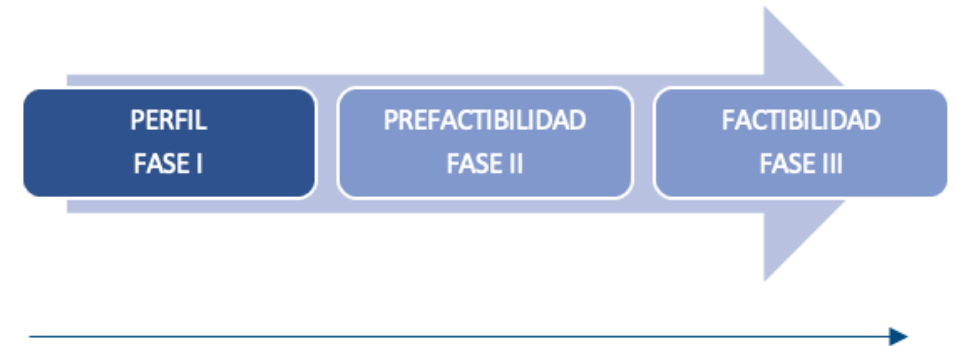 PERFIL
FASE I
PREFACTIBILIDAD
FASE II
FACTIBILIDAD
FASE III